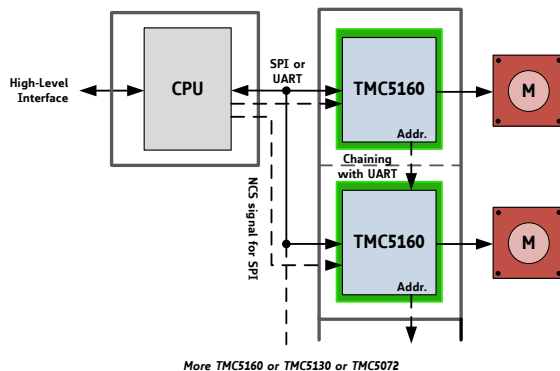 High-Level
Interface
CPU
SPI or
UART
TMC5160
Addr.
M
Chaining
with UART
NCS signal for SPI
TMC5160
Addr.
M
More TMC5160 or TMC5130 or TMC5072